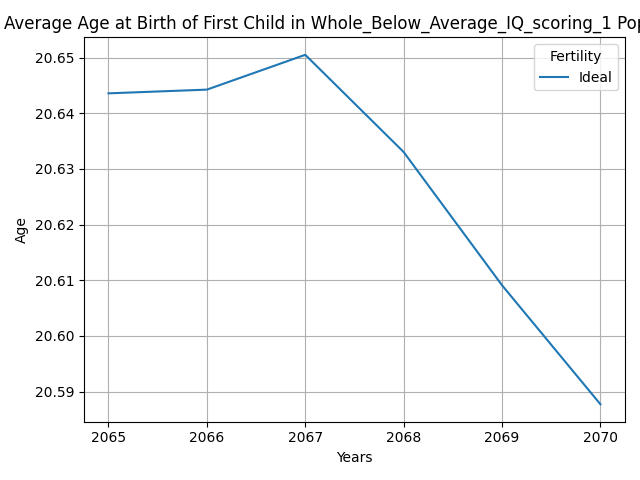 Average Age at Birth of First Child in Whole_Below_Average_IQ_scoring_1
Fertility
Ideal
20.65
20.64
20.63
20.62
20.61
20.60
20.59
Age
2065 2066 2067 2068 2069 2070
Years